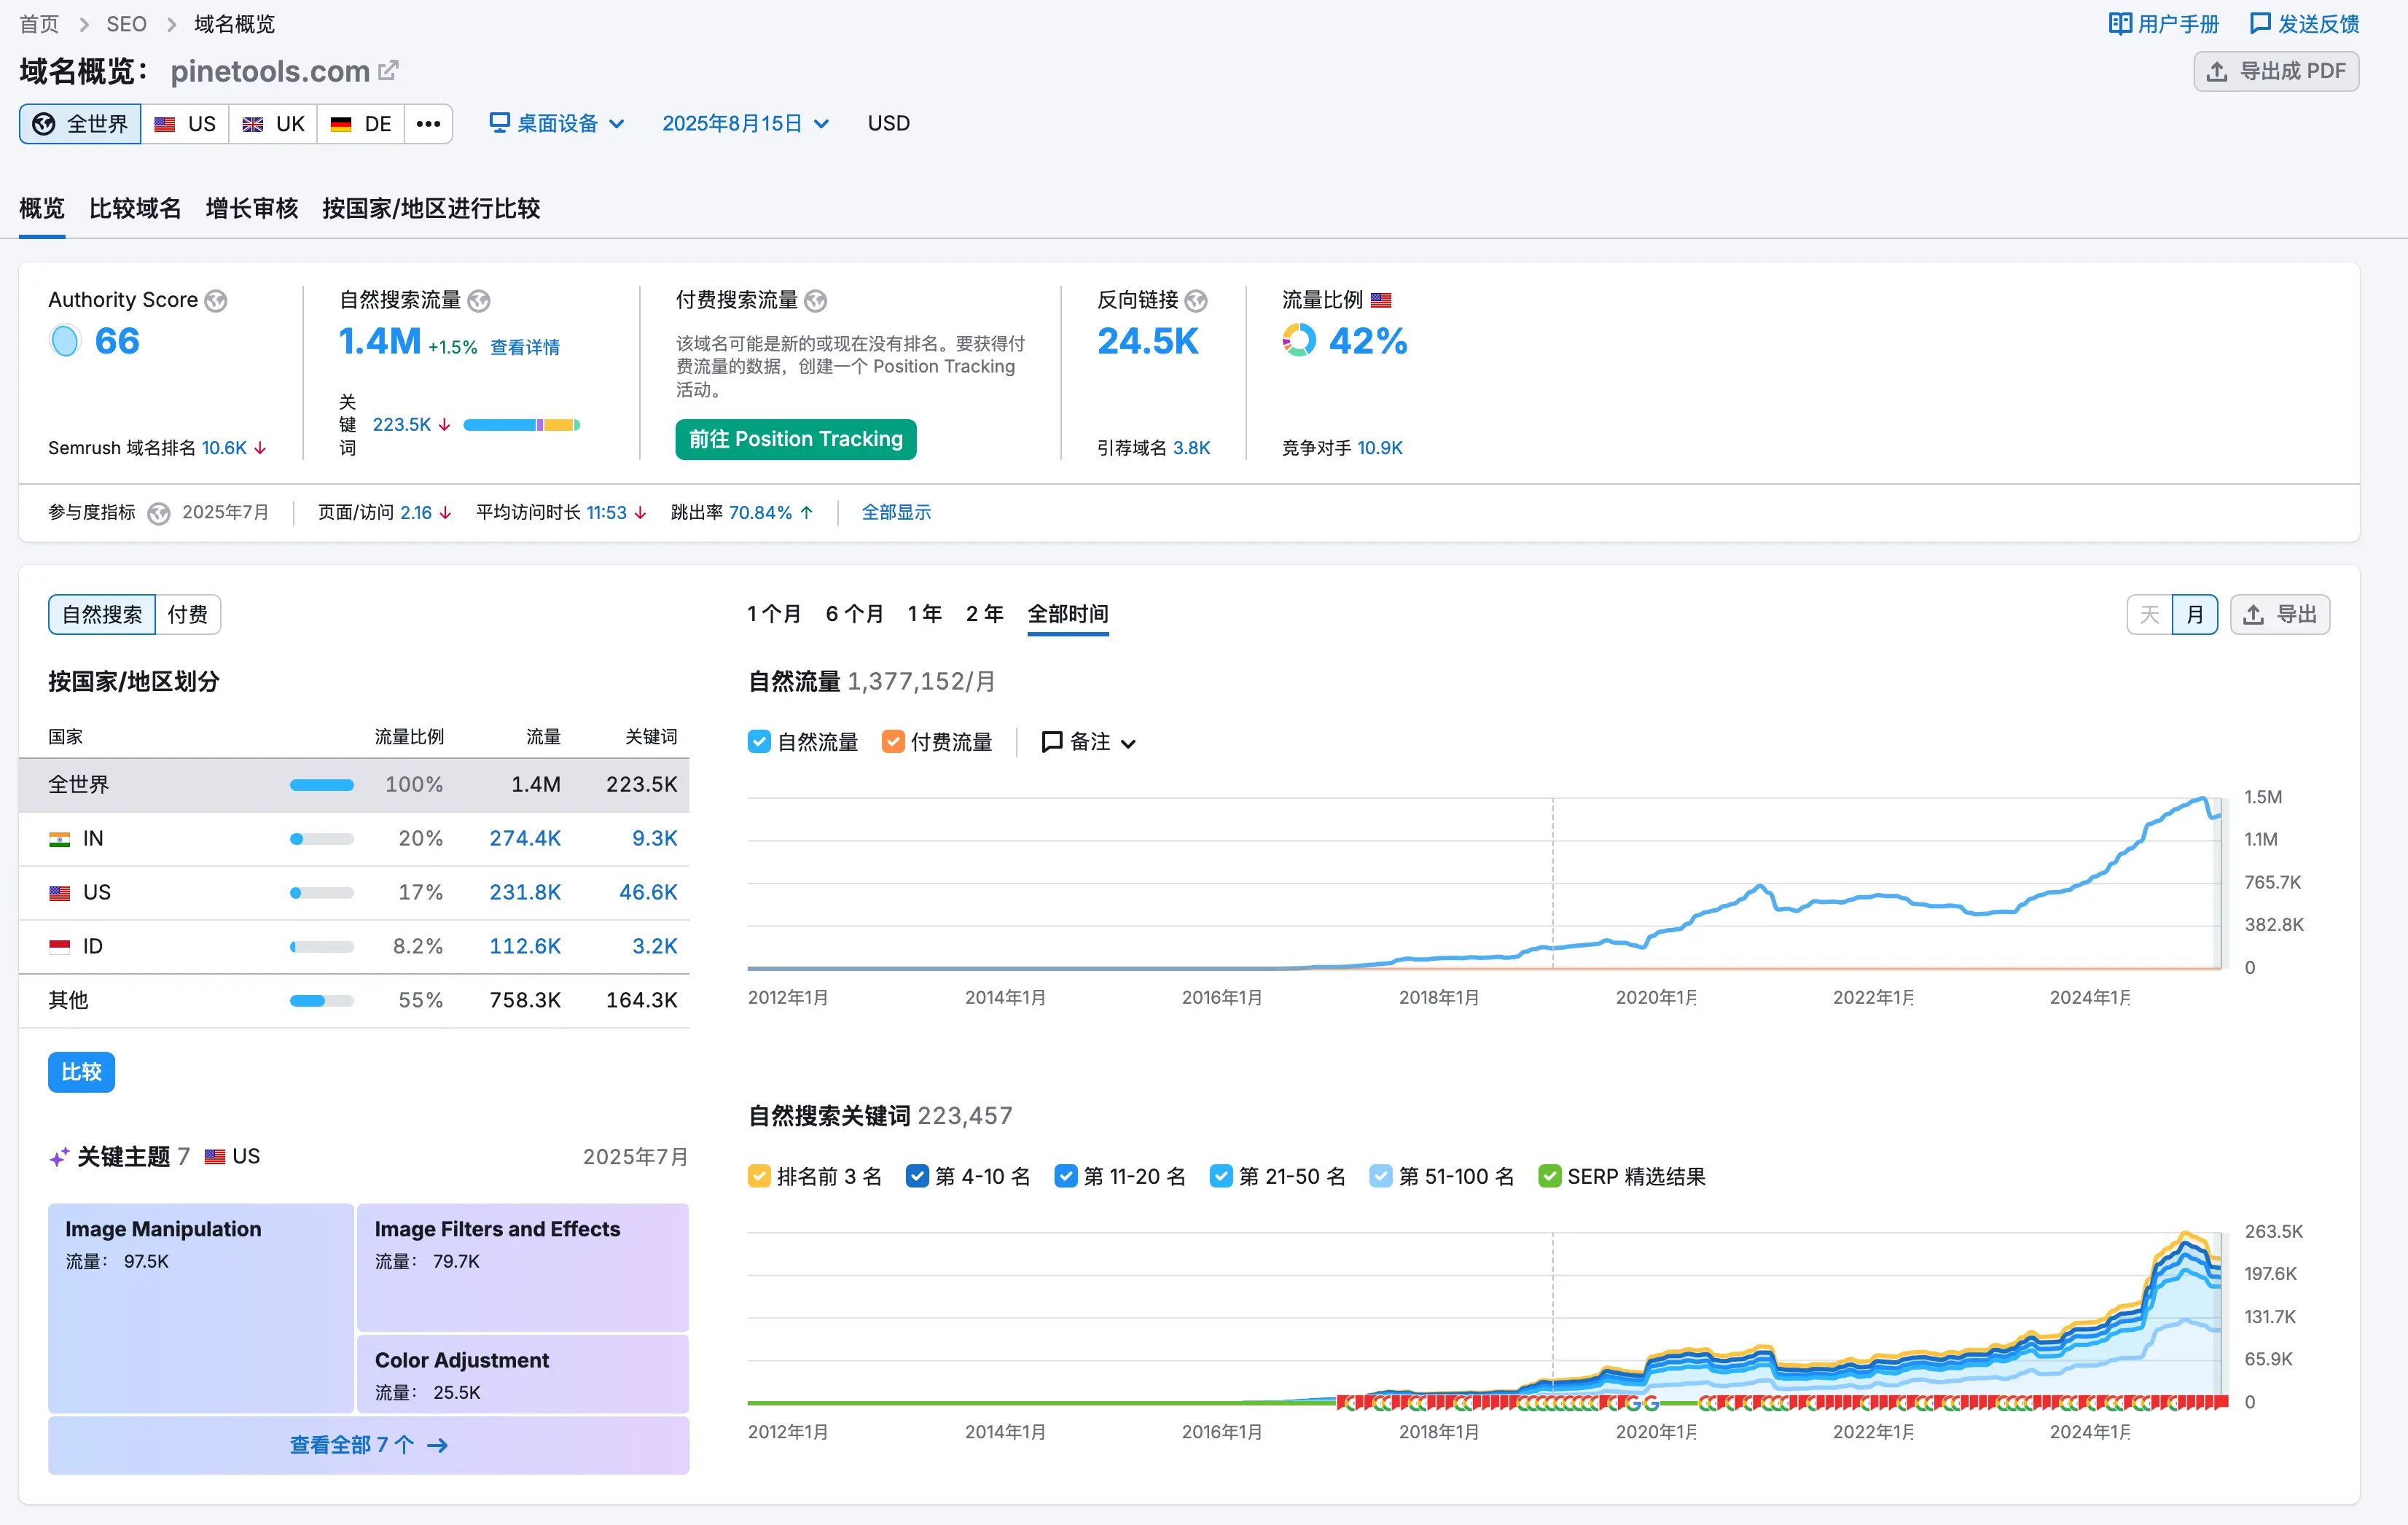 首页 > SEO > 域名概览
用户手册 发送反馈
域名概览： pinetools.com
导出成 PDF
全世界 US UK DE •••
桌面设备 2025年8月15日 USD
概览 比较域名 增长审核 按国家/地区进行比较
Authority Score
66
Semrush 域名排名 10.6K ↓
自然搜索流量
1.4M +1.5% 查看详情
关键词 223.5K ↓
付费搜索流量
该域名可能是新的或现在没有排名。要获得付
费流量的数据，创建一个 Position Tracking
活动。
前往 Position Tracking
反向链接
24.5K
引荐域名 3.8K
流量比例
42%
竞争对手 10.9K
参与度指标 2025年7月 页面/访问 2.16 ↓ 平均访问时长 11:53 ↓ 跳出率 70.84% ↑ 全部显示
自然搜索 付费
按国家/地区划分
国家 流量比例 流量 关键词
全世界 100% 1.4M 223.5K
IN 20% 274.4K 9.3K
US 17% 231.8K 46.6K
ID 8.2% 112.6K 3.2K
其他 55% 758.3K 164.3K
比较
关键主题 7 US 2025年7月
Image Manipulation
流量： 97.5K
Image Filters and Effects
流量： 79.7K
Color Adjustment
流量： 25.5K
查看全部 7 个 →
1 个月 6 个月 1 年 2 年 全部时间
天 月 导出
自然流量 1,377,152/月
自然流量 付费流量 备注
1.5M
1.1M
765.7K
382.8K
0
2012年1月 2014年1月 2016年1月 2018年1月 2020年1月 2022年1月 2024年1月
自然搜索关键词 223,457
排名前 3 名 第 4-10 名 第 11-20 名 第 21-50 名 第 51-100 名 SERP 精选结果
263.5K
197.6K
131.7K
65.9K
0
2012年1月 2014年1月 2016年1月 2018年1月 2020年1月 2022年1月 2024年1月